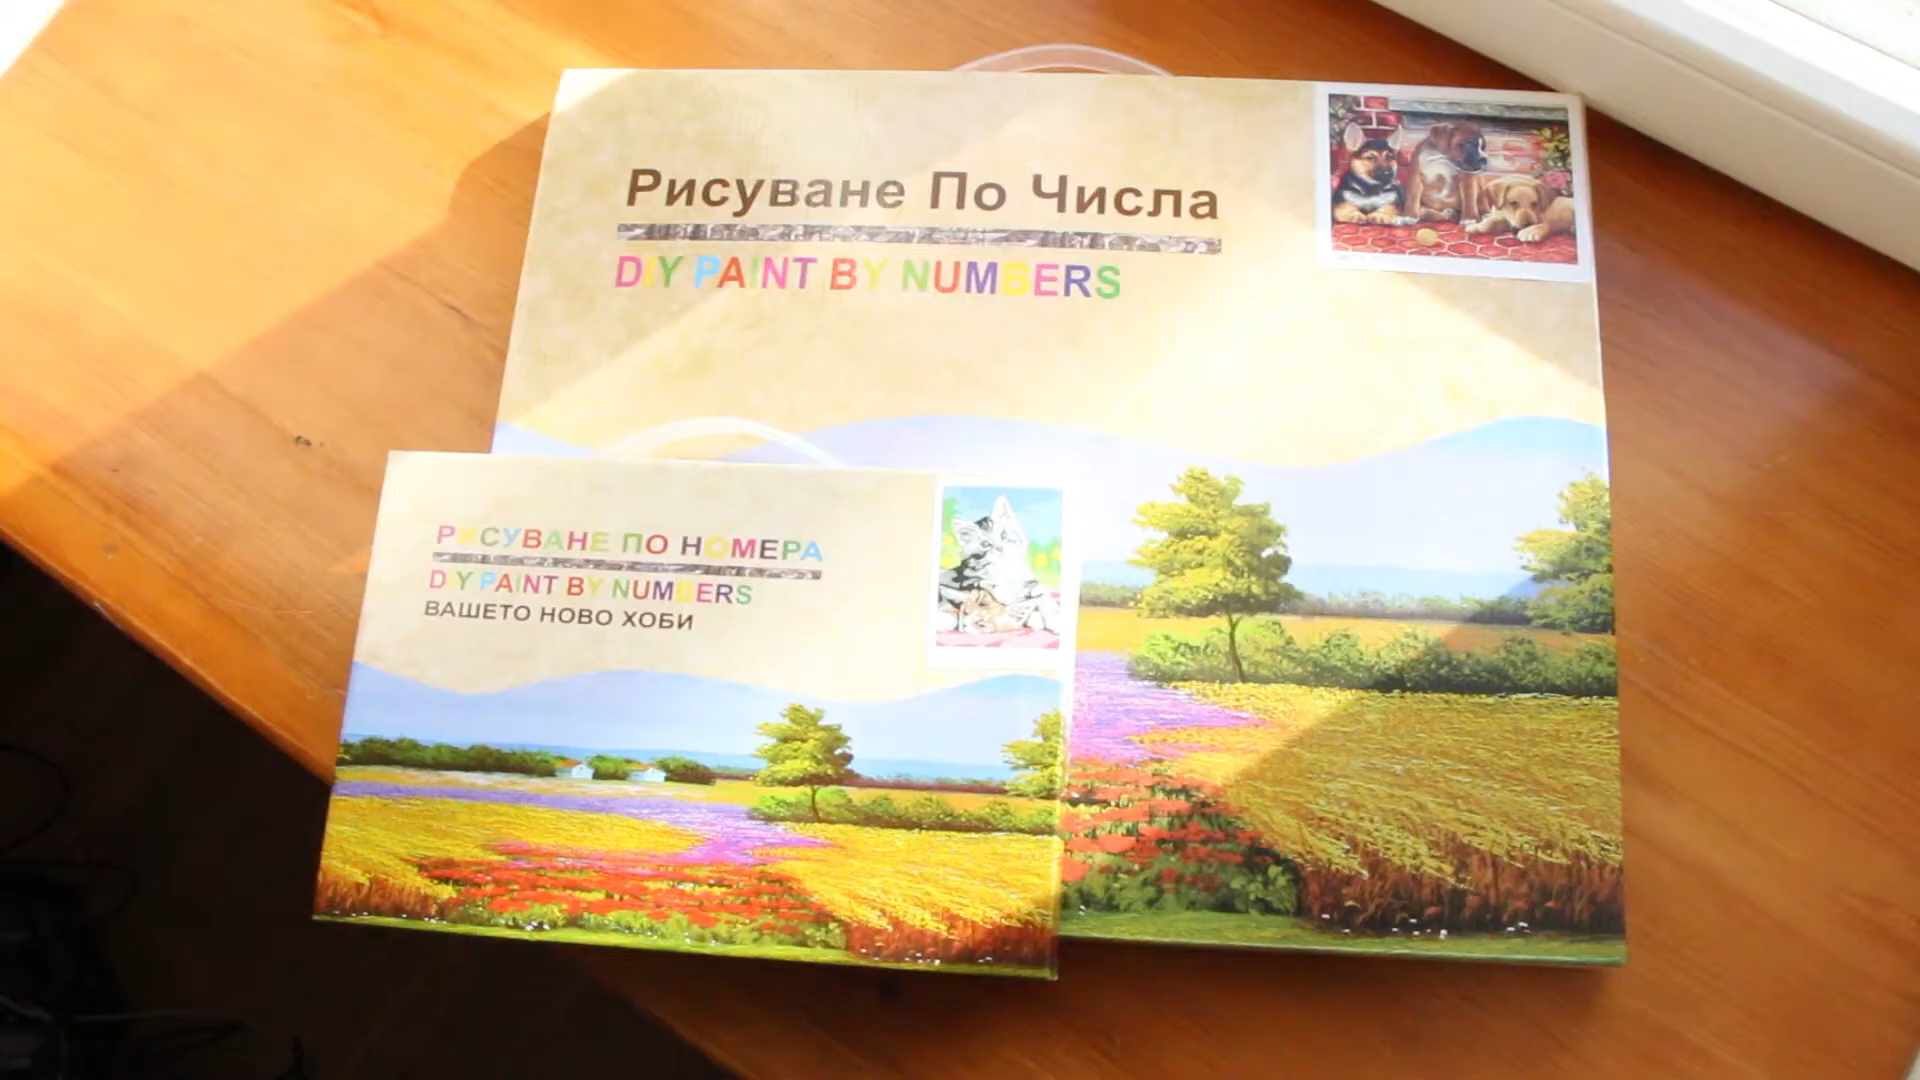 Рисуване По Числа
DIY PAINT BY NUMBERS
РИСУВАНЕ ПО НОМЕРА
DIY PAINT BY NUMBERS
ВАШЕТО НОВО ХОБИ